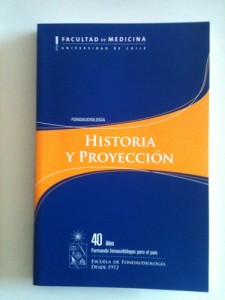 FACULTAD DE MEDICINA
UNIVERSIDAD DE CHILE
FONOAUDIOLOGÍA
HISTORIA
Y PROYECCIÓN
40 Años
Formando fonoaudiólogos para el país
ESCUELA DE FONOAUDIOLOGÍA
DESDE 1972